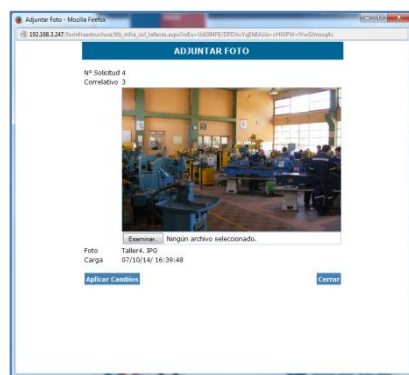 Adjuntar Foto - Mozilla Firefox
ADJUNTAR FOTO
Nº Solicitud 4
Correlativo 3
Examinar... Ningún archivo seleccionado.
Foto Taller4.JPG
Carga 07/10/14/ 16:39:48
Aplicar Cambios Cerrar